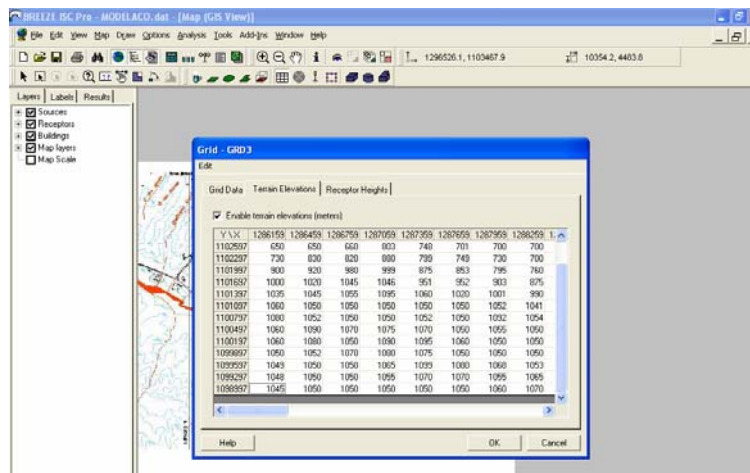 BREEZE ISC Pro - MODELACO.dat - [Map (GIS View)]
File Edit View Map Draw Options Analysis Tools Add-Ins Window Help
1296526.1, 1103467.9 10354.2, 4403.8
Layers Labels Results
Sources
Receptors
Buildings
Map layers
Map Scale
Grid - GRD3
Edit
Grid Data Terrain Elevations Receptor Heights
Enable terrain elevations (meters)
Y \ X 1286159 1286459 1286759 1287059 1287359 1287659 1287959 1288259
1102597 650 650 660 803 740 701 700 700
1102297 730 830 820 880 799 749 730 700
1101997 900 920 980 999 875 853 795 760
1101697 1000 1020 1045 1046 951 952 903 875
1101397 1035 1045 1055 1095 1060 1020 1001 990
1101097 1060 1050 1050 1050 1050 1050 1052 1041
1100797 1080 1052 1050 1050 1052 1050 1092 1054
1100497 1060 1090 1070 1075 1070 1050 1055 1050
1100197 1060 1080 1050 1090 1095 1060 1050 1050
1099897 1050 1052 1070 1080 1075 1050 1050 1050
1099597 1049 1050 1050 1065 1099 1080 1068 1053
1099297 1048 1050 1050 1055 1070 1070 1055 1065
1098997 1045 1050 1050 1050 1050 1050 1060 1070
Help OK Cancel